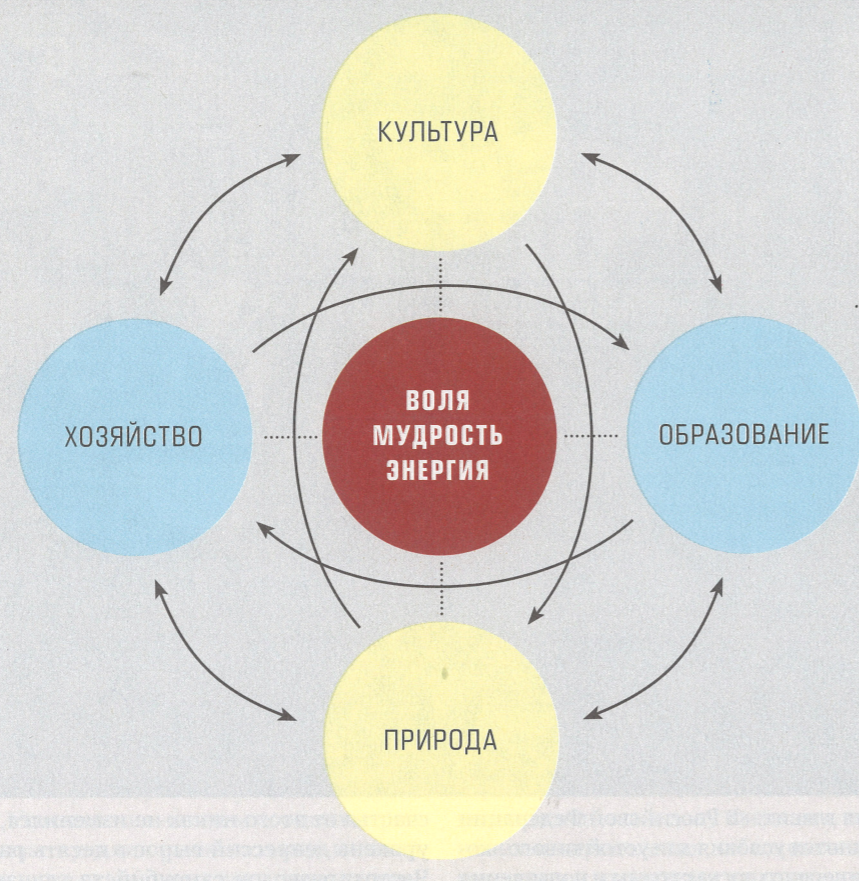 КУЛЬТУРА
ХОЗЯЙСТВО
ВОЛЯ
МУДРОСТЬ
ЭНЕРГИЯ
ОБРАЗОВАНИЕ
ПРИРОДА